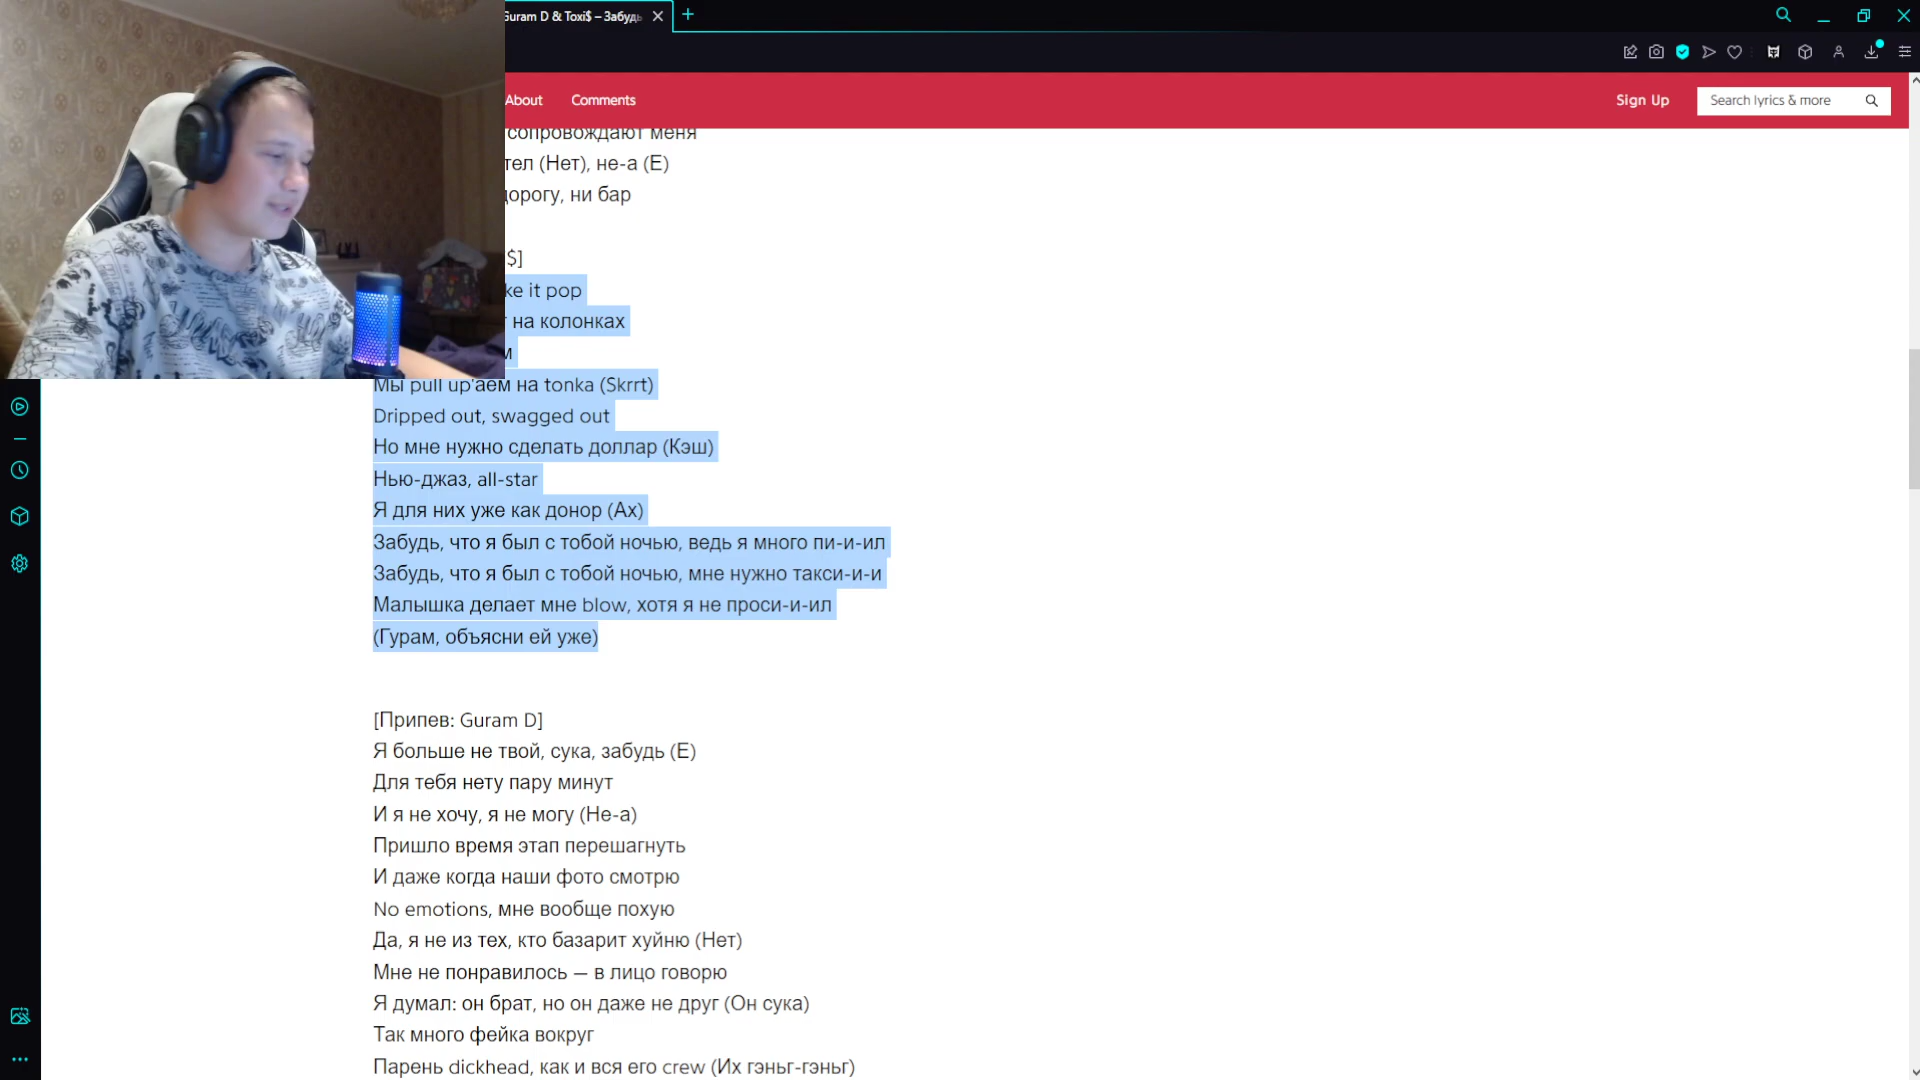 Guram D & Toxi$ – Забудь
About Comments Sign Up Search lyrics & more
сопровождают меня
тел (Нет), не-а (Е)
дорогу, ни бар
$]
ke it pop
на колонках
м
Мы pull up'аем на tonka (Skrrt)
Dripped out, swagged out
Но мне нужно сделать доллар (Кэш)
Нью-джаз, all-star
Я для них уже как донор (Ах)
Забудь, что я был с тобой ночью, ведь я много пи-и-ил
Забудь, что я был с тобой ночью, мне нужно такси-и-и
Малышка делает мне blow, хотя я не проси-и-ил
(Гурам, объясни ей уже)
[Припев: Guram D]
Я больше не твой, сука, забудь (Е)
Для тебя нету пару минут
И я не хочу, я не могу (Не-а)
Пришло время этап перешагнуть
И даже когда наши фото смотрю
No emotions, мне вообще похую
Да, я не из тех, кто базарит хуйню (Нет)
Мне не понравилось — в лицо говорю
Я думал: он брат, но он даже не друг (Он сука)
Так много фейка вокруг
Парень dickhead, как и вся его crew (Их гэньг-гэньг)